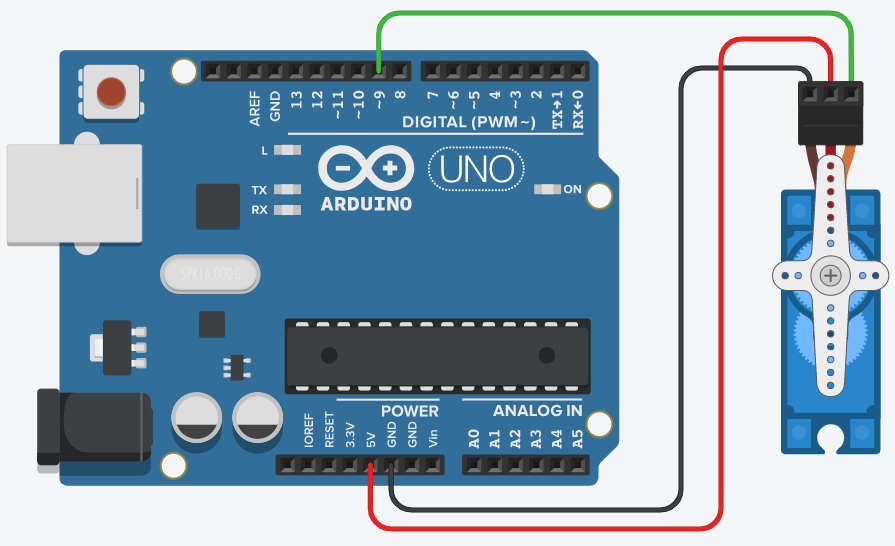 AREF
GND
13
12
~11
~10
~9
8
7
~6
~5
4
~3
2
TX→1
RX←0
DIGITAL (PWM~)
L
TX
RX
UNO
ARDUINO
ON
SPK16.000G
POWER
ANALOG IN
IOREF
RESET
3.3V
5V
GND
GND
Vin
A0
A1
A2
A3
A4
A5